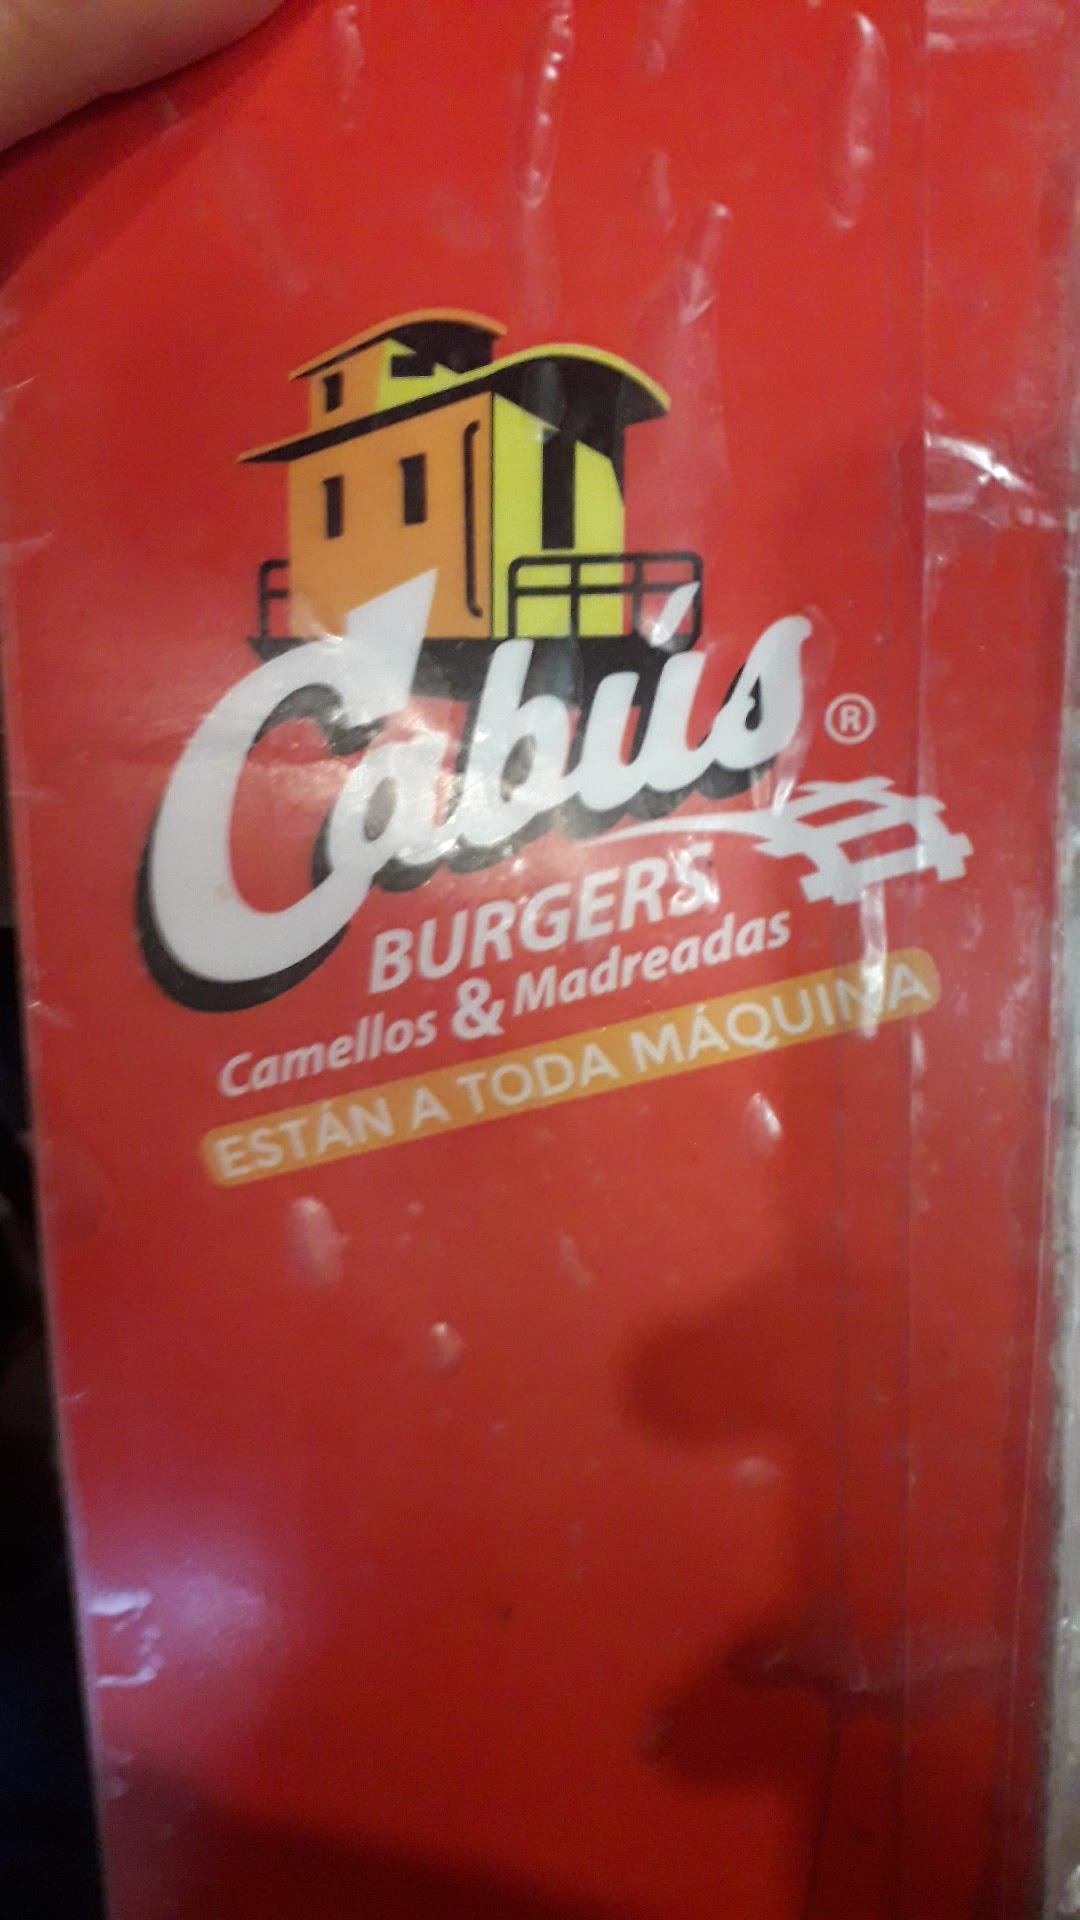 Cabús ®
BURGERS
Camellos & Madreadas
ESTÁN A TODA MÁQUINA